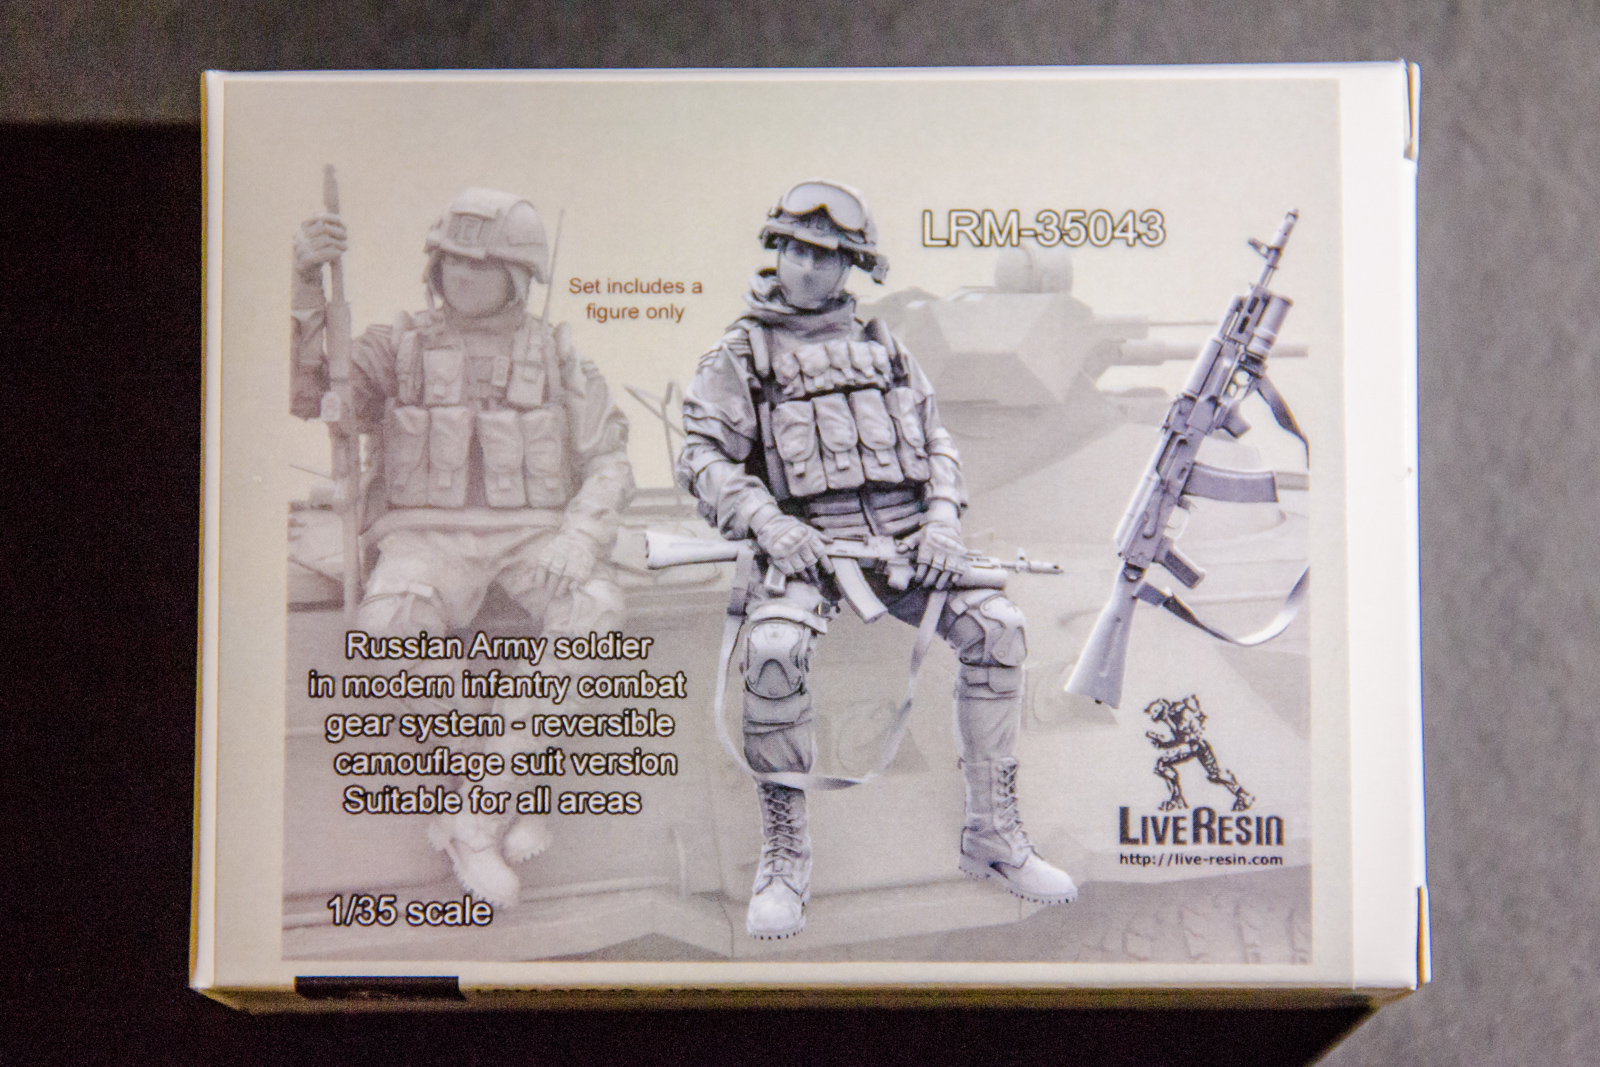 LRM-35043
Set includes a
figure only
Russian Army soldier
in modern infantry combat
gear system - reversible
camouflage suit version
Suitable for all areas
1/35 scale
LIVERESIN
http://live-resin.com